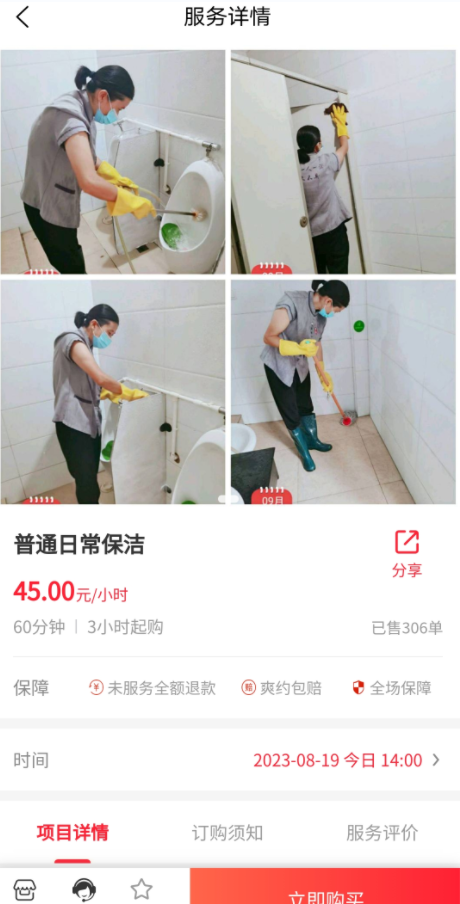 服务详情
09月
普通日常保洁
45.00元/小时
分享
60分钟 | 3小时起购
已售306单
保障
¥ 未服务全额退款
赔 爽约包赔
全场保障
时间
2023-08-19 今日 14:00
项目详情
订购须知
服务评价
立即购买